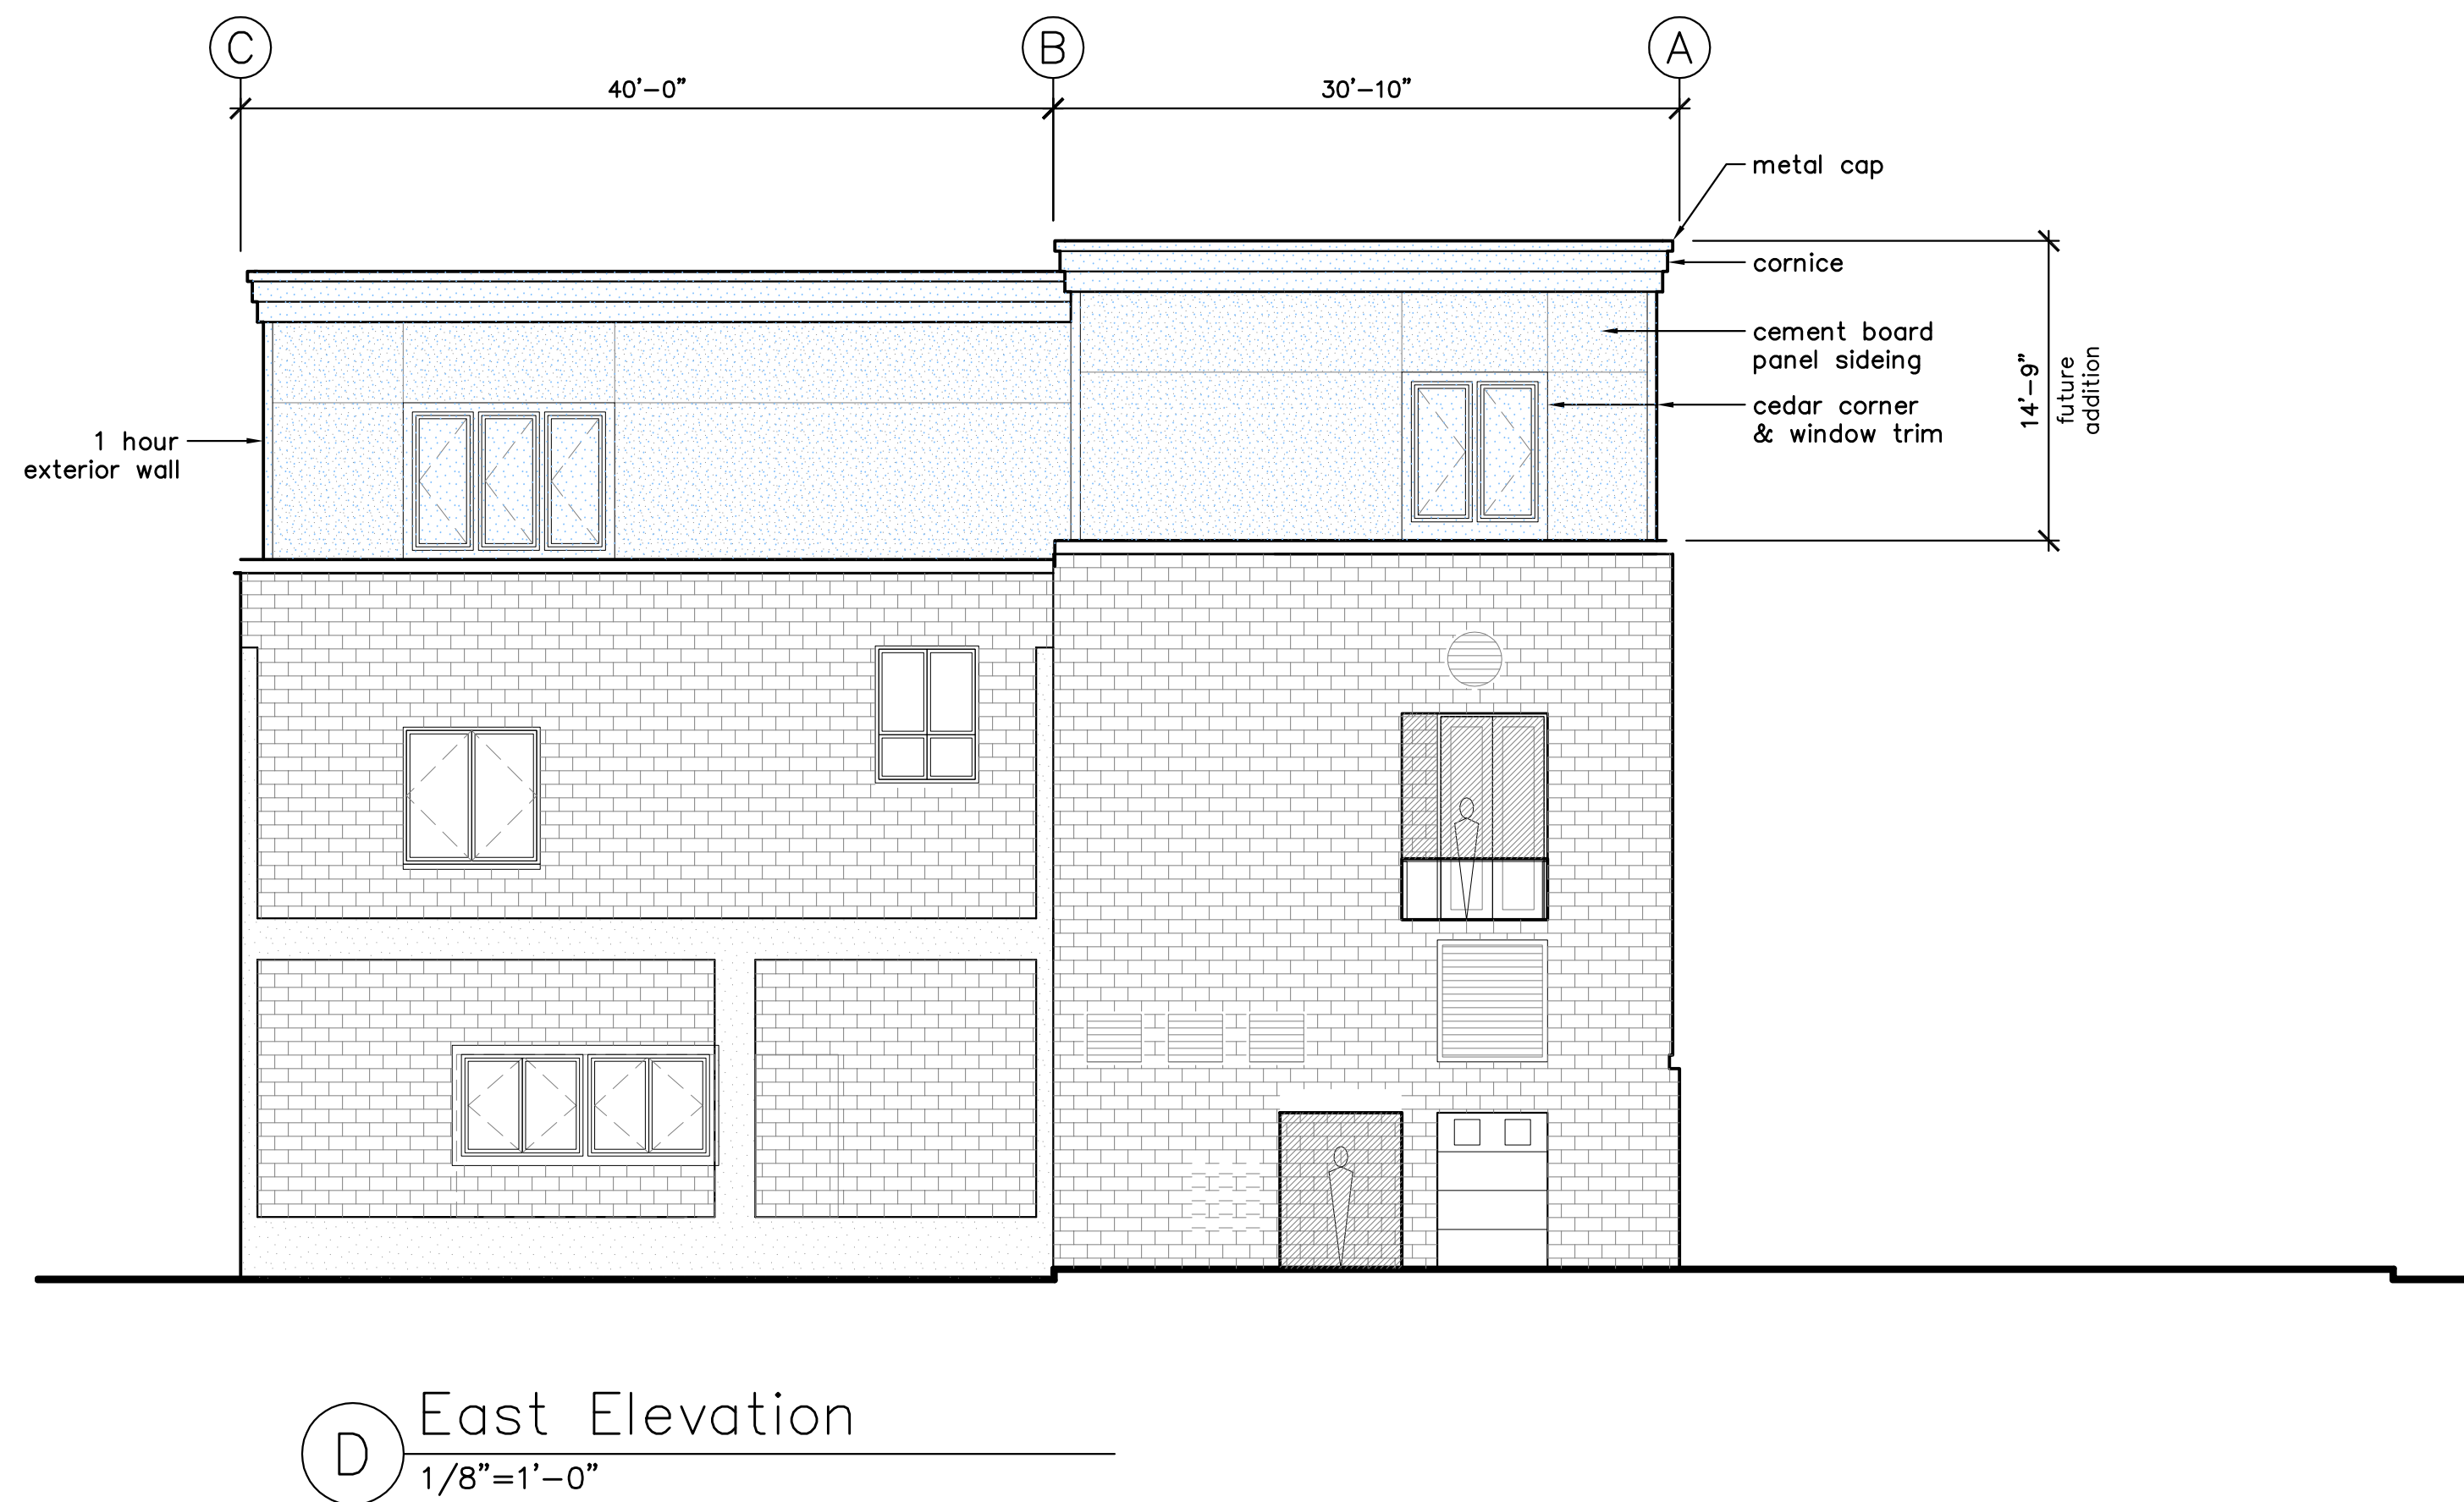 C B A
40'-0" 30'-10"
metal cap
cornice
cement board
panel sideing
cedar corner
& window trim
14'-9"
future
addition
1 hour
exterior wall
D
East Elevation
1/8"=1'-0"